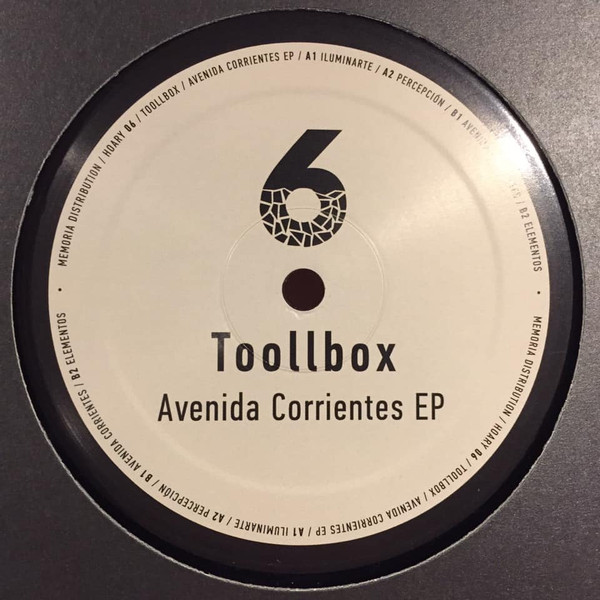 MEMORIA DISTRIBUTION / HOARY 06 / TOOLLBOX / AVENIDA CORRIENTES EP / A1 ILUMINARTE / A2 PERCEPCIÓN / B1 AVENIDA / B2 ELEMENTOS
•
MEMORIA DISTRIBUTION / HOARY 06 / TOOLLBOX / AVENIDA CORRIENTES EP / A1 ILUMINARTE / A2 PERCEPCIÓN / B1 AVENIDA CORRIENTES / B2 ELEMENTOS
•
6
Toollbox
Avenida Corrientes EP